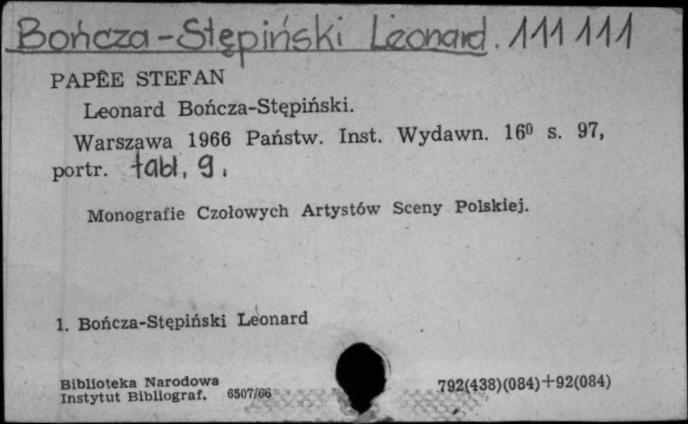 Bończa-Stępiński Leonard. 111 111
PAPÉE STEFAN
Leonard Bończa-Stępiński.
Warszawa 1966 Państw. Inst. Wydawn. 16⁰ s. 97,
portr. tabl. 9.
Monografie Czołowych Artystów Sceny Polskiej.
1. Bończa-Stępiński Leonard
Biblioteka Narodowa
Instytut Bibliograf. 6507/66
792(438)(084)+92(084)